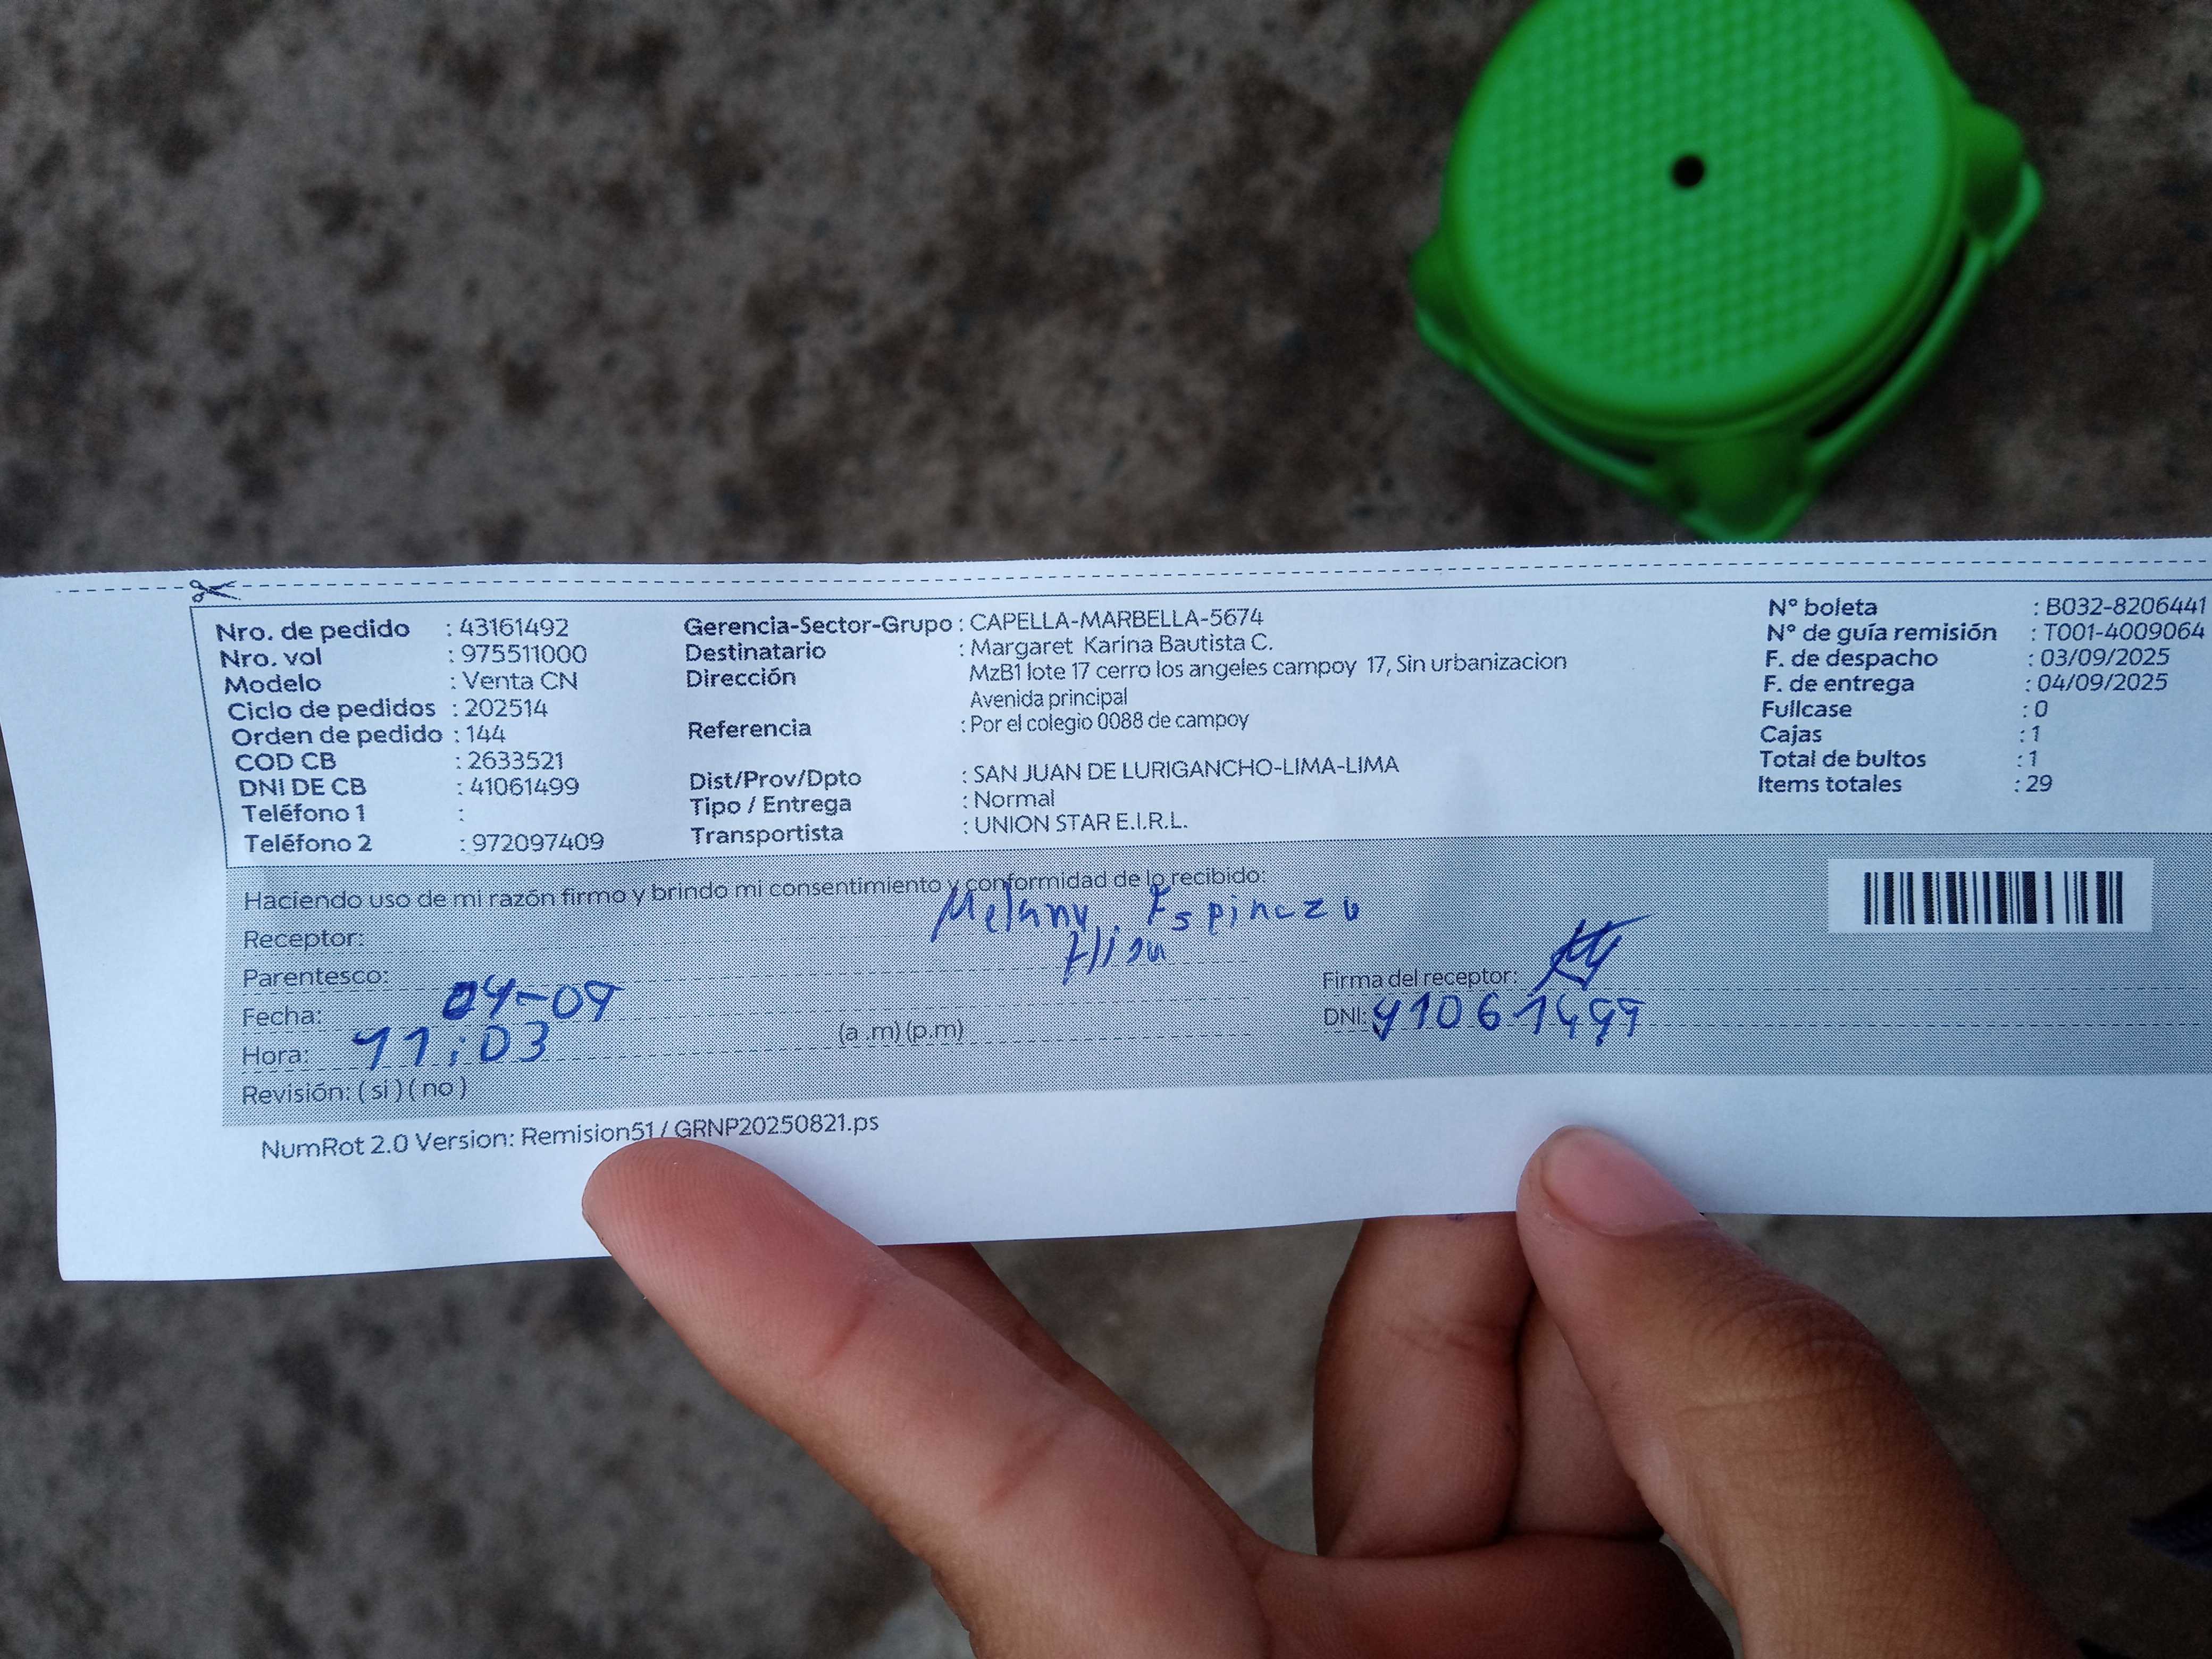 Nro. de pedido : 43161492
Nro. vol : 975511000
Modelo : Venta CN
Ciclo de pedidos : 202514
Orden de pedido : 144
COD CB : 2633521
DNI DE CB : 41061499
Teléfono 1 :
Teléfono 2 : 972097409
Gerencia-Sector-Grupo : CAPELLA-MARBELLA-5674
Destinatario : Margaret Karina Bautista C.
Dirección MzB1 lote 17 cerro los angeles campoy 17, Sin urbanizacion
Avenida principal
Referencia : Por el colegio 0088 de campoy
Dist/Prov/Dpto : SAN JUAN DE LURIGANCHO-LIMA-LIMA
Tipo / Entrega : Normal
Transportista : UNION STAR E.I.R.L.
N° boleta : B032-8206441
N° de guía remisión : T001-4009064
F. de despacho : 03/09/2025
F. de entrega : 04/09/2025
Fullcase : 0
Cajas : 1
Total de bultos : 1
Items totales : 29
Haciendo uso de mi razón firmo y brindo mi consentimiento y conformidad de lo recibido:
Receptor: Melany Espinoza
Parentesco: Hija
Fecha: 04-09
Hora: 11:03 (a .m) (p.m)
Revisión: ( si ) ( no )
Firma del receptor:
DNI: 41061499
NumRot 2.0 Version: Remision51 / GRNP20250821.ps